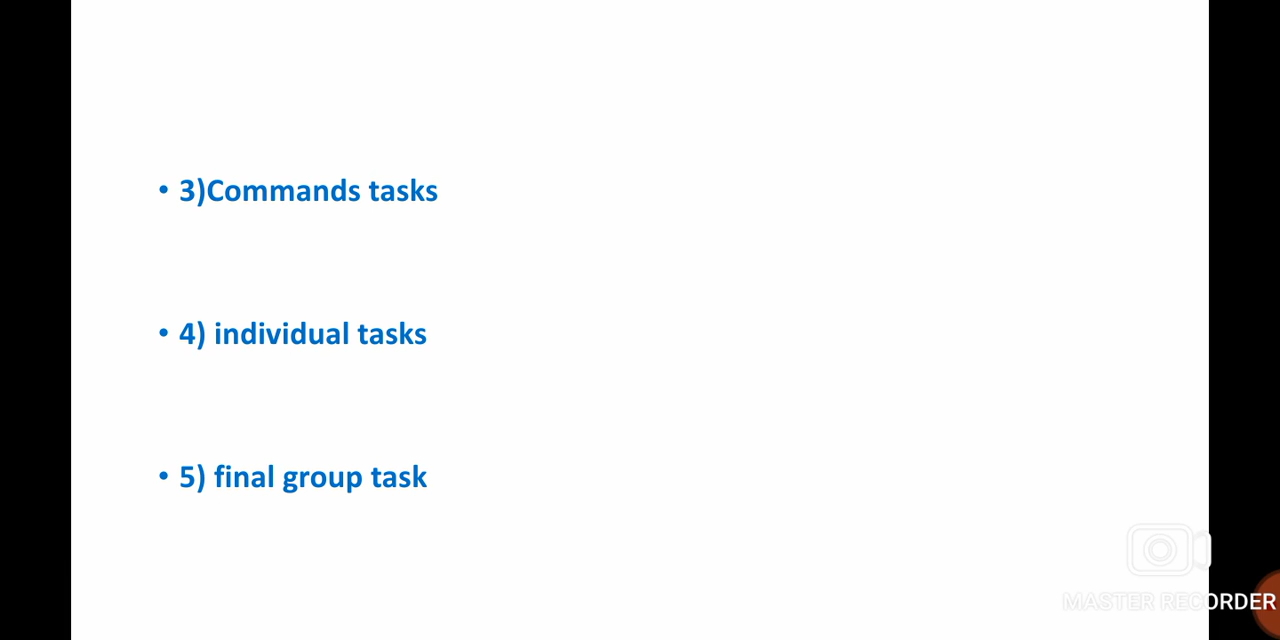 • 3)Commands tasks
• 4) individual tasks
• 5) final group task
MASTER RECORDER